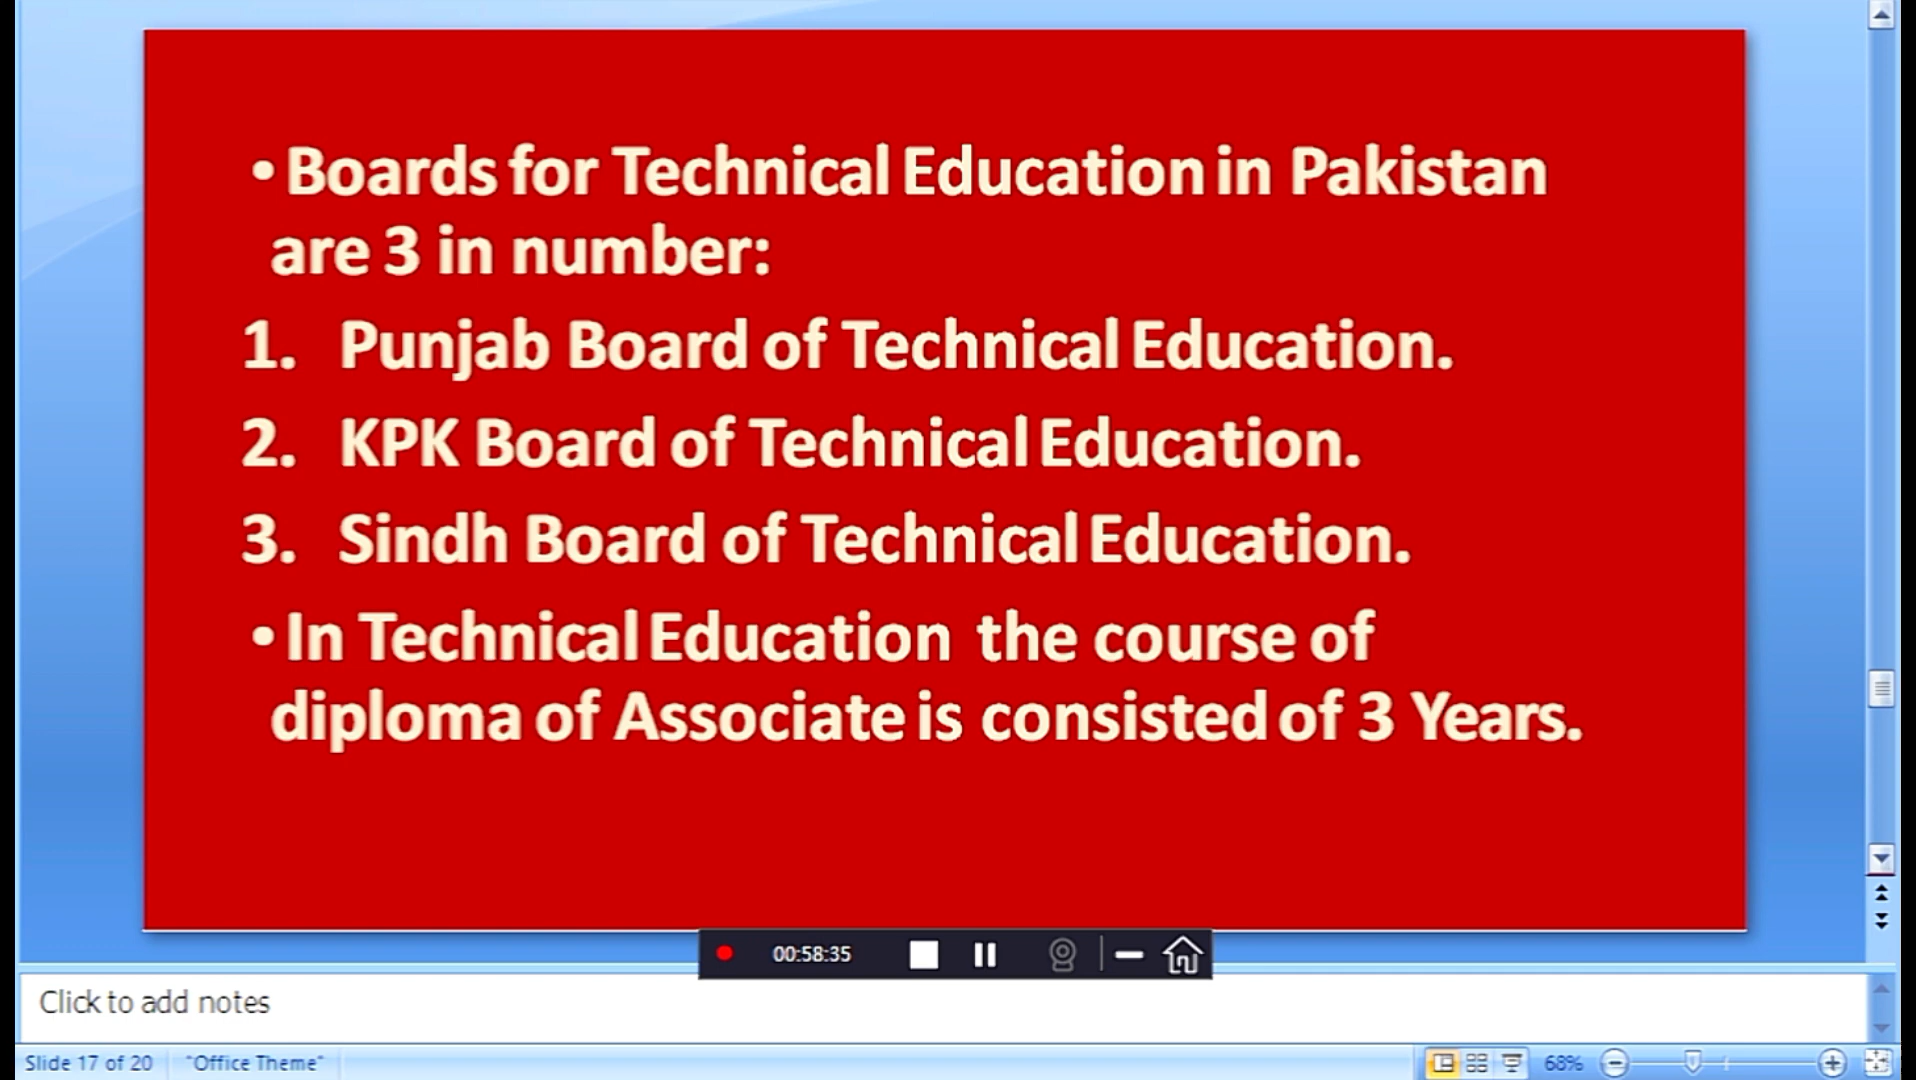 • Boards for Technical Education in Pakistan
are 3 in number:
1. Punjab Board of Technical Education.
2. KPK Board of Technical Education.
3. Sindh Board of Technical Education.
• In Technical Education the course of
diploma of Associate is consisted of 3 Years.
00:58:35
Click to add notes
Slide 17 of 20 "Office Theme" 68%